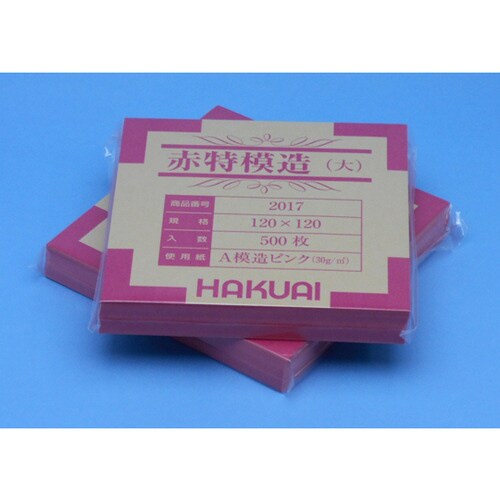 赤特模造（大）
商品番号 2017
規格 120×120
入数 500枚
使用紙 A模造ピンク(30g/㎡)
HAKUAI